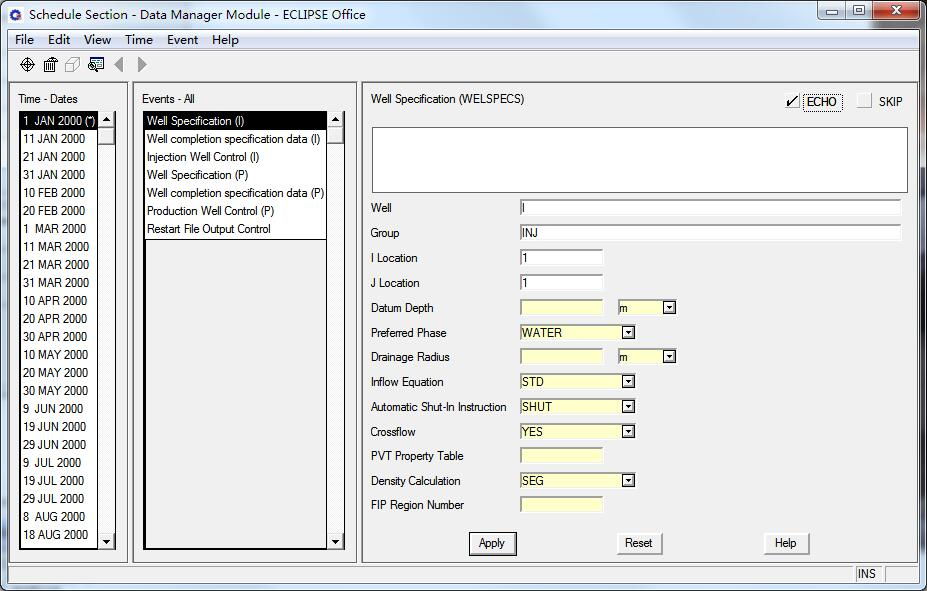 Schedule Section - Data Manager Module - ECLIPSE Office
File Edit View Time Event Help
Time - Dates
1 JAN 2000 (*)
11 JAN 2000
21 JAN 2000
31 JAN 2000
10 FEB 2000
20 FEB 2000
1 MAR 2000
11 MAR 2000
21 MAR 2000
31 MAR 2000
10 APR 2000
20 APR 2000
30 APR 2000
10 MAY 2000
20 MAY 2000
30 MAY 2000
9 JUN 2000
19 JUN 2000
29 JUN 2000
9 JUL 2000
19 JUL 2000
29 JUL 2000
8 AUG 2000
18 AUG 2000
Events - All
Well Specification (I)
Well completion specification data (I)
Injection Well Control (I)
Well Specification (P)
Well completion specification data (P)
Production Well Control (P)
Restart File Output Control
Well Specification (WELSPECS) ECHO SKIP
Well I
Group INJ
I Location 1
J Location 1
Datum Depth m
Preferred Phase WATER
Drainage Radius m
Inflow Equation STD
Automatic Shut-In Instruction SHUT
Crossflow YES
PVT Property Table
Density Calculation SEG
FIP Region Number
Apply Reset Help
INS